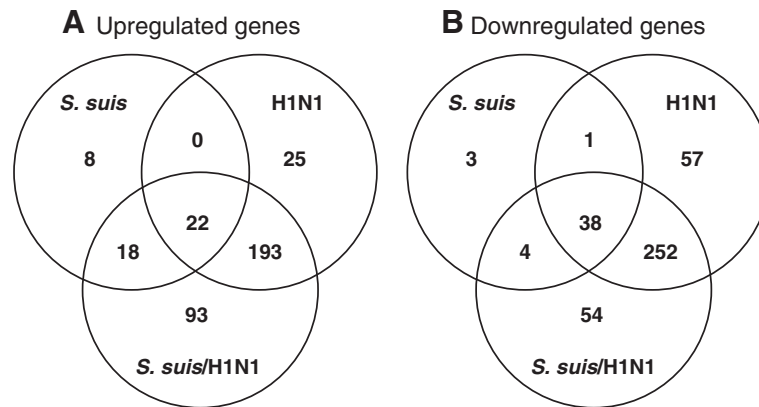 A Upregulated genes
S. suis
H1N1
8
0
25
22
18
193
93
S. suis/H1N1
B Downregulated genes
S. suis
H1N1
3
1
57
38
4
252
54
S. suis/H1N1